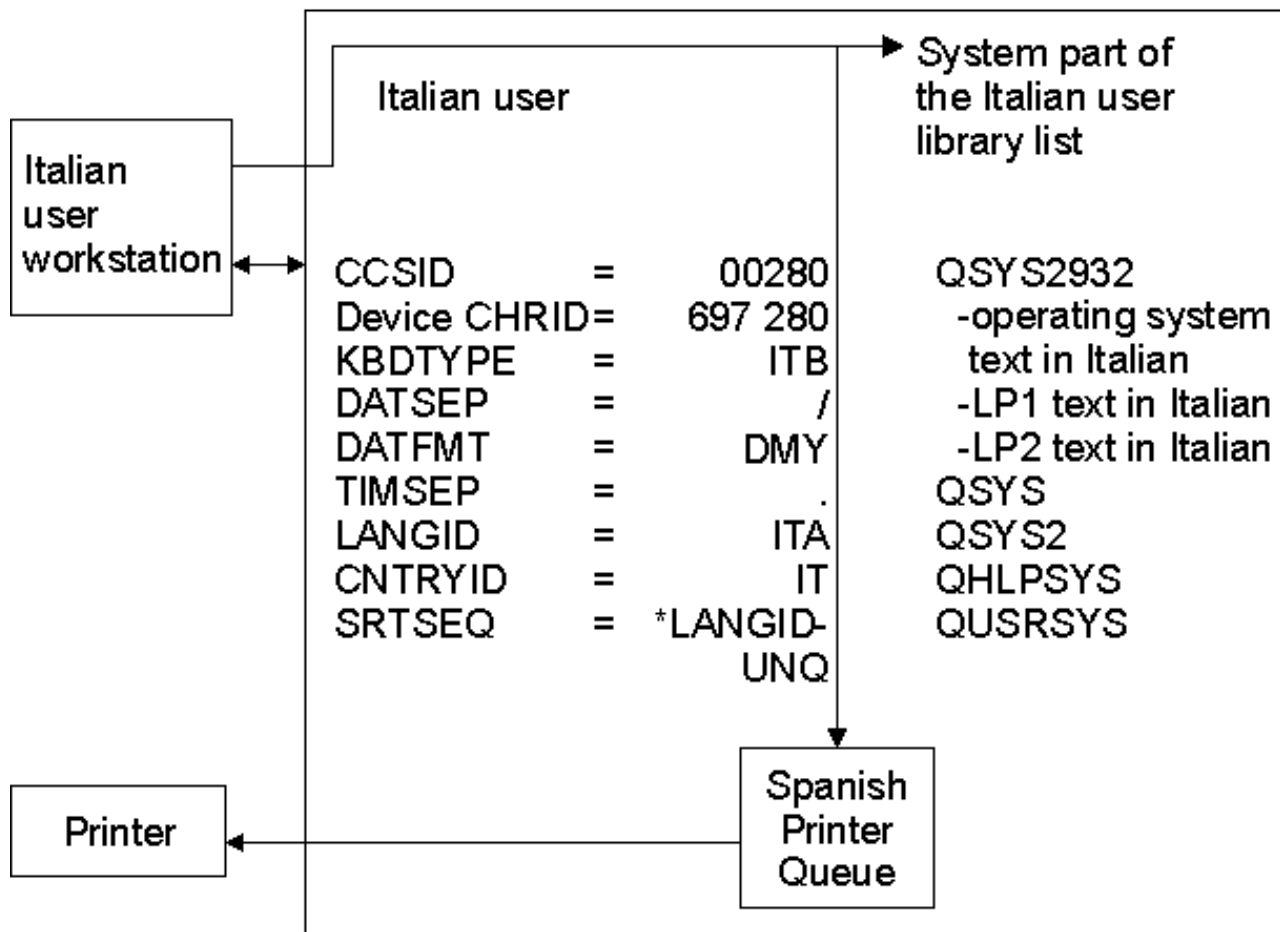 System part of
the Italian user
library list
Italian user
Italian
user
workstation
CCSID = 00280
Device CHRID= 697 280
KBDTYPE = ITB
DATSEP = /
DATFMT = DMY
TIMSEP = .
LANGID = ITA
CNTRYID = IT
SRTSEQ = *LANGID-
UNQ
QSYS2932
-operating system
text in Italian
-LP1 text in Italian
-LP2 text in Italian
QSYS
QSYS2
QHLPSYS
QUSRSYS
Spanish
Printer
Queue
Printer